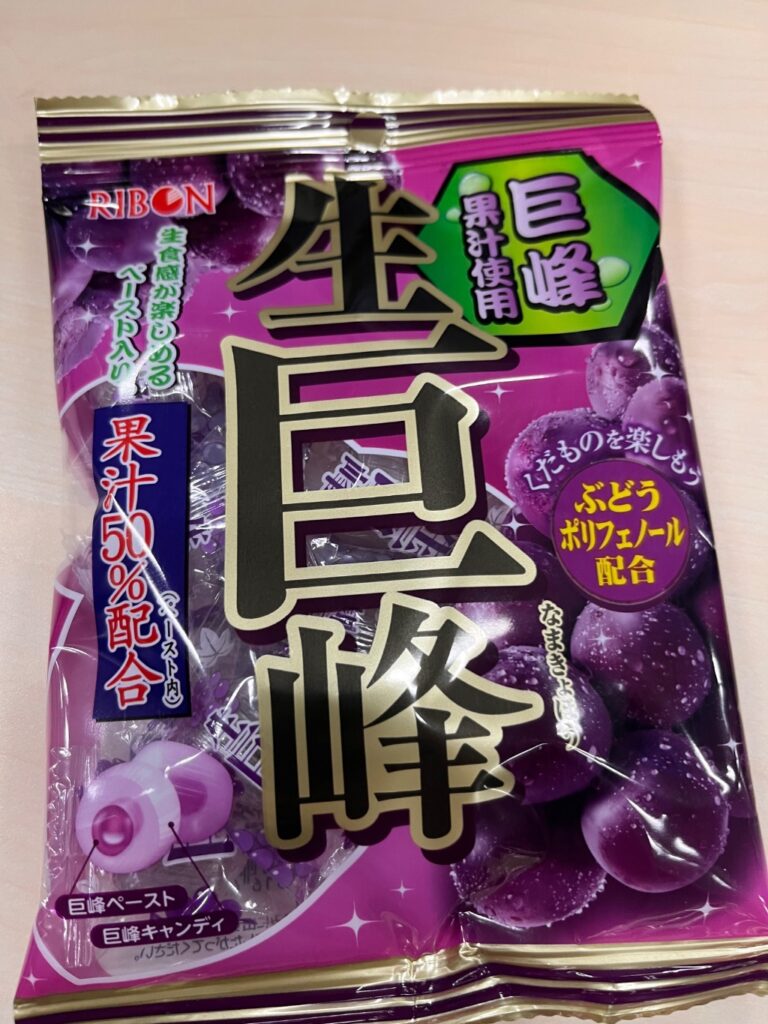 RIBON
生巨峰
なまきょほう
巨峰
果汁使用
生食感が楽しめる
ペースト入り
果汁50%配合
(ペースト内)
くだものを楽しもう
ぶどう
ポリフェノール
配合
巨峰ペースト
巨峰キャンディ